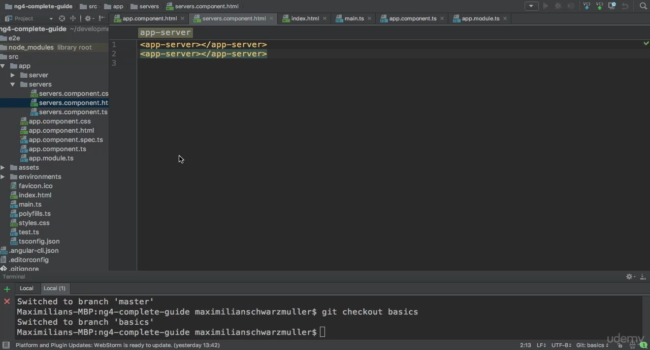 ng4-complete-guide src app servers servers.component.html
Project
app.component.html servers.component.html index.html main.ts app.component.ts app.module.ts
ng4-complete-guide ~/developme
e2e
node_modules library root
src
app
server
servers
servers.component.cs
servers.component.ht
servers.component.ts
app.component.css
app.component.html
app.component.spec.ts
app.component.ts
app.module.ts
assets
environments
favicon.ico
index.html
main.ts
polyfills.ts
styles.css
test.ts
tsconfig.json
.angular-cli.json
.editorconfig
.gitignore
app-server
1 <app-server></app-server>
2 <app-server></app-server>
3
Terminal
Local Local (1)
Switched to branch 'master'
Maximilians-MBP:ng4-complete-guide maximilianschwarzmuller$ git checkout basics
Switched to branch 'basics'
Maximilians-MBP:ng4-complete-guide maximilianschwarzmuller$
Platform and Plugin Updates: WebStorm is ready to update. (yesterday 13:42) 2:13 LF: UTF-8: Git: basics
udemy